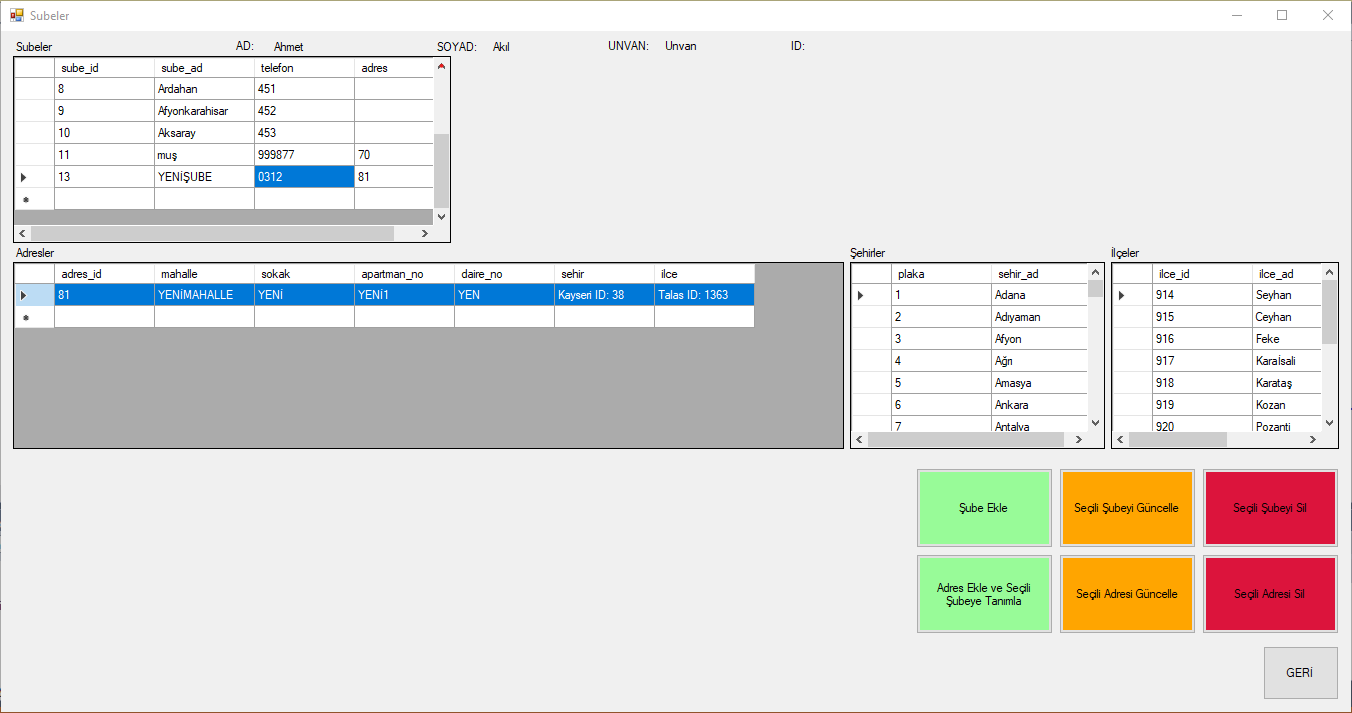 Subeler
Subeler AD: Ahmet SOYAD: Akıl UNVAN: Unvan ID:
sube_id sube_ad telefon adres
8 Ardahan 451
9 Afyonkarahisar 452
10 Aksaray 453
11 muş 999877 70
13 YENİŞUBE 0312 81
Adresler
adres_id mahalle sokak apartman_no daire_no sehir ilce
81 YENİMAHALLE YENİ YENİ1 YEN Kayseri ID: 38 Talas ID: 1363
Şehirler
plaka sehir_ad
1 Adana
2 Adıyaman
3 Afyon
4 Ağrı
5 Amasya
6 Ankara
7 Antalya
İlçeler
ilce_id ilce_ad
914 Seyhan
915 Ceyhan
916 Feke
917 Karaİsali
918 Karataş
919 Kozan
920 Pozanti
Şube Ekle
Seçili Şubeyi Güncelle
Seçili Şubeyi Sil
Adres Ekle ve Seçili
Şubeye Tanımla
Seçili Adresi Güncelle
Seçili Adresi Sil
GERİ